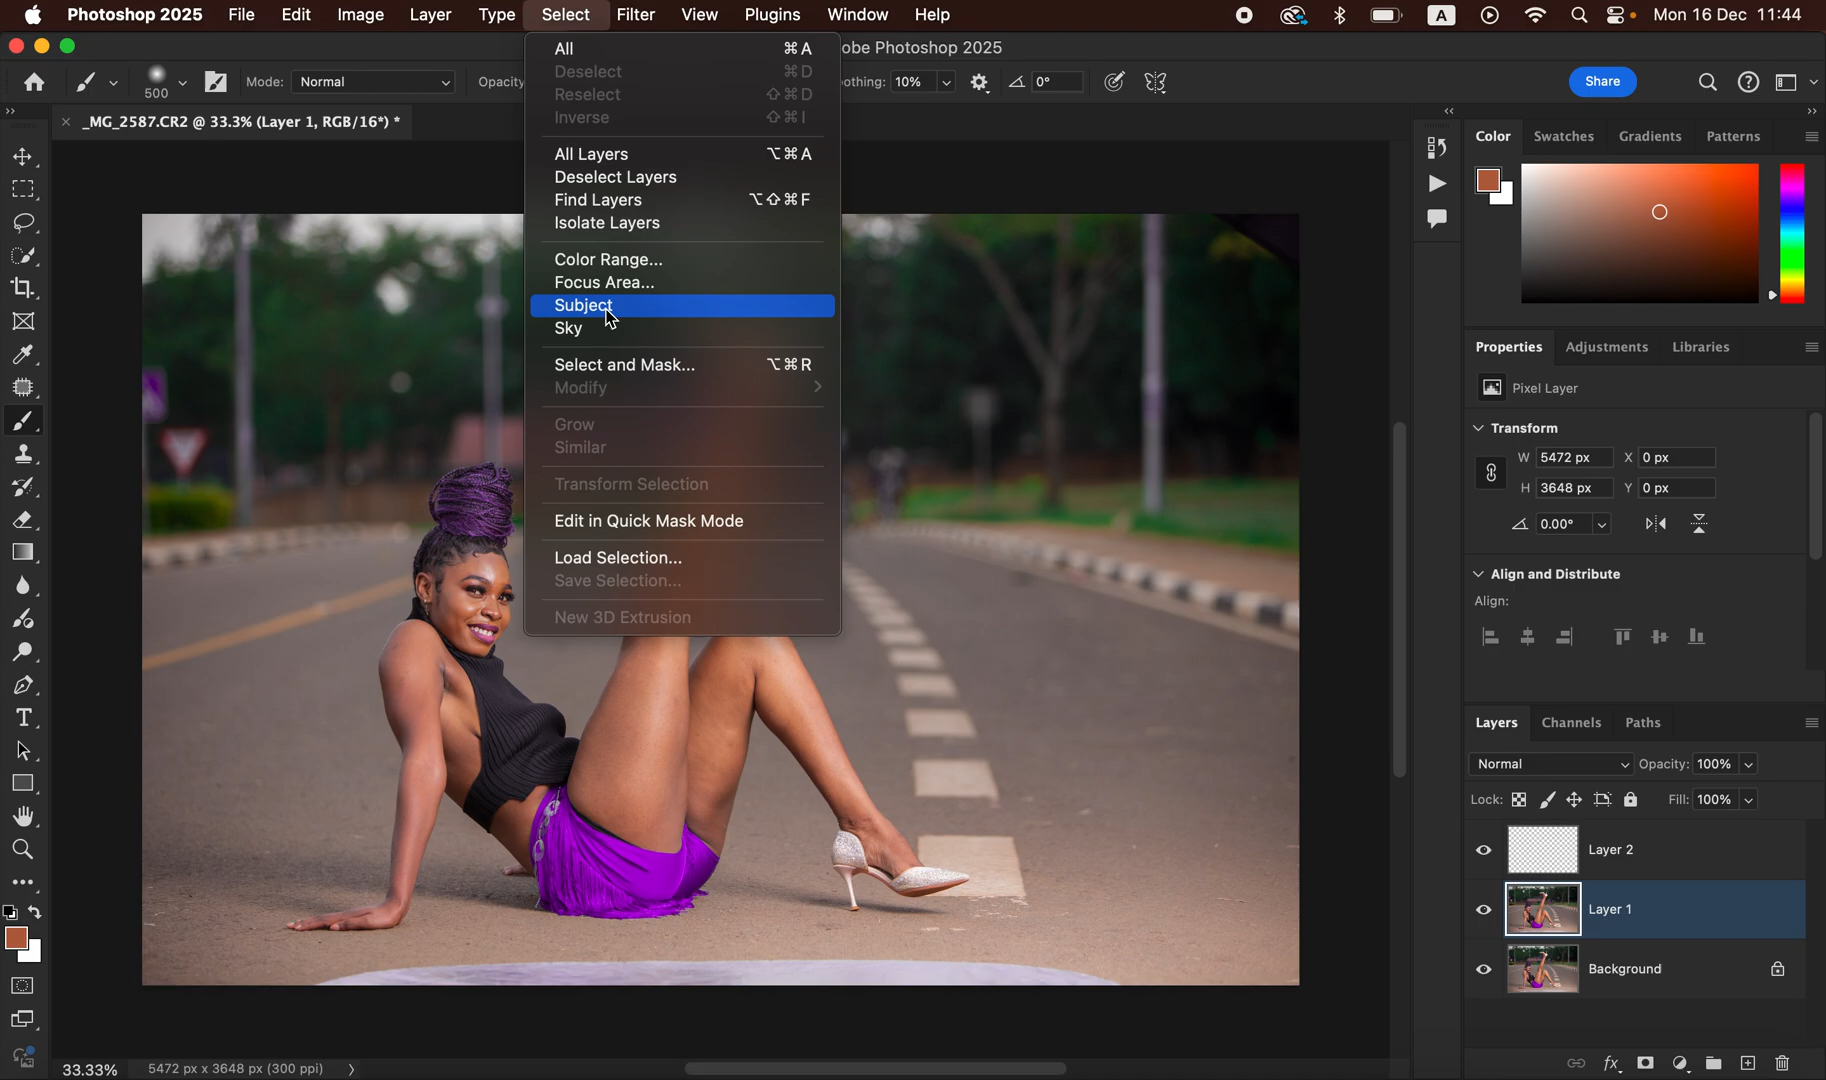 Photoshop 2025 File Edit Image Layer Type Select Filter View Plugins Window Help A Mon 16 Dec 11:44
obe Photoshop 2025
500 Mode: Normal Opacity othing: 10% 0° Share
× _MG_2587.CR2 @ 33.3% (Layer 1, RGB/16*) *
All ⌘A
Deselect ⌘D
Reselect ⇧⌘D
Inverse ⇧⌘I
All Layers ⌥⌘A
Deselect Layers
Find Layers ⌥⇧⌘F
Isolate Layers
Color Range...
Focus Area...
Subject
Sky
Select and Mask... ⌥⌘R
Modify
Grow
Similar
Transform Selection
Edit in Quick Mask Mode
Load Selection...
Save Selection...
New 3D Extrusion
Color Swatches Gradients Patterns
Properties Adjustments Libraries
Pixel Layer
Transform
W 5472 px X 0 px
H 3648 px Y 0 px
0.00°
Align and Distribute
Align:
Layers Channels Paths
Normal Opacity: 100%
Lock: Fill: 100%
Layer 2
Layer 1
Background
fx
33.33% 5472 px x 3648 px (300 ppi)